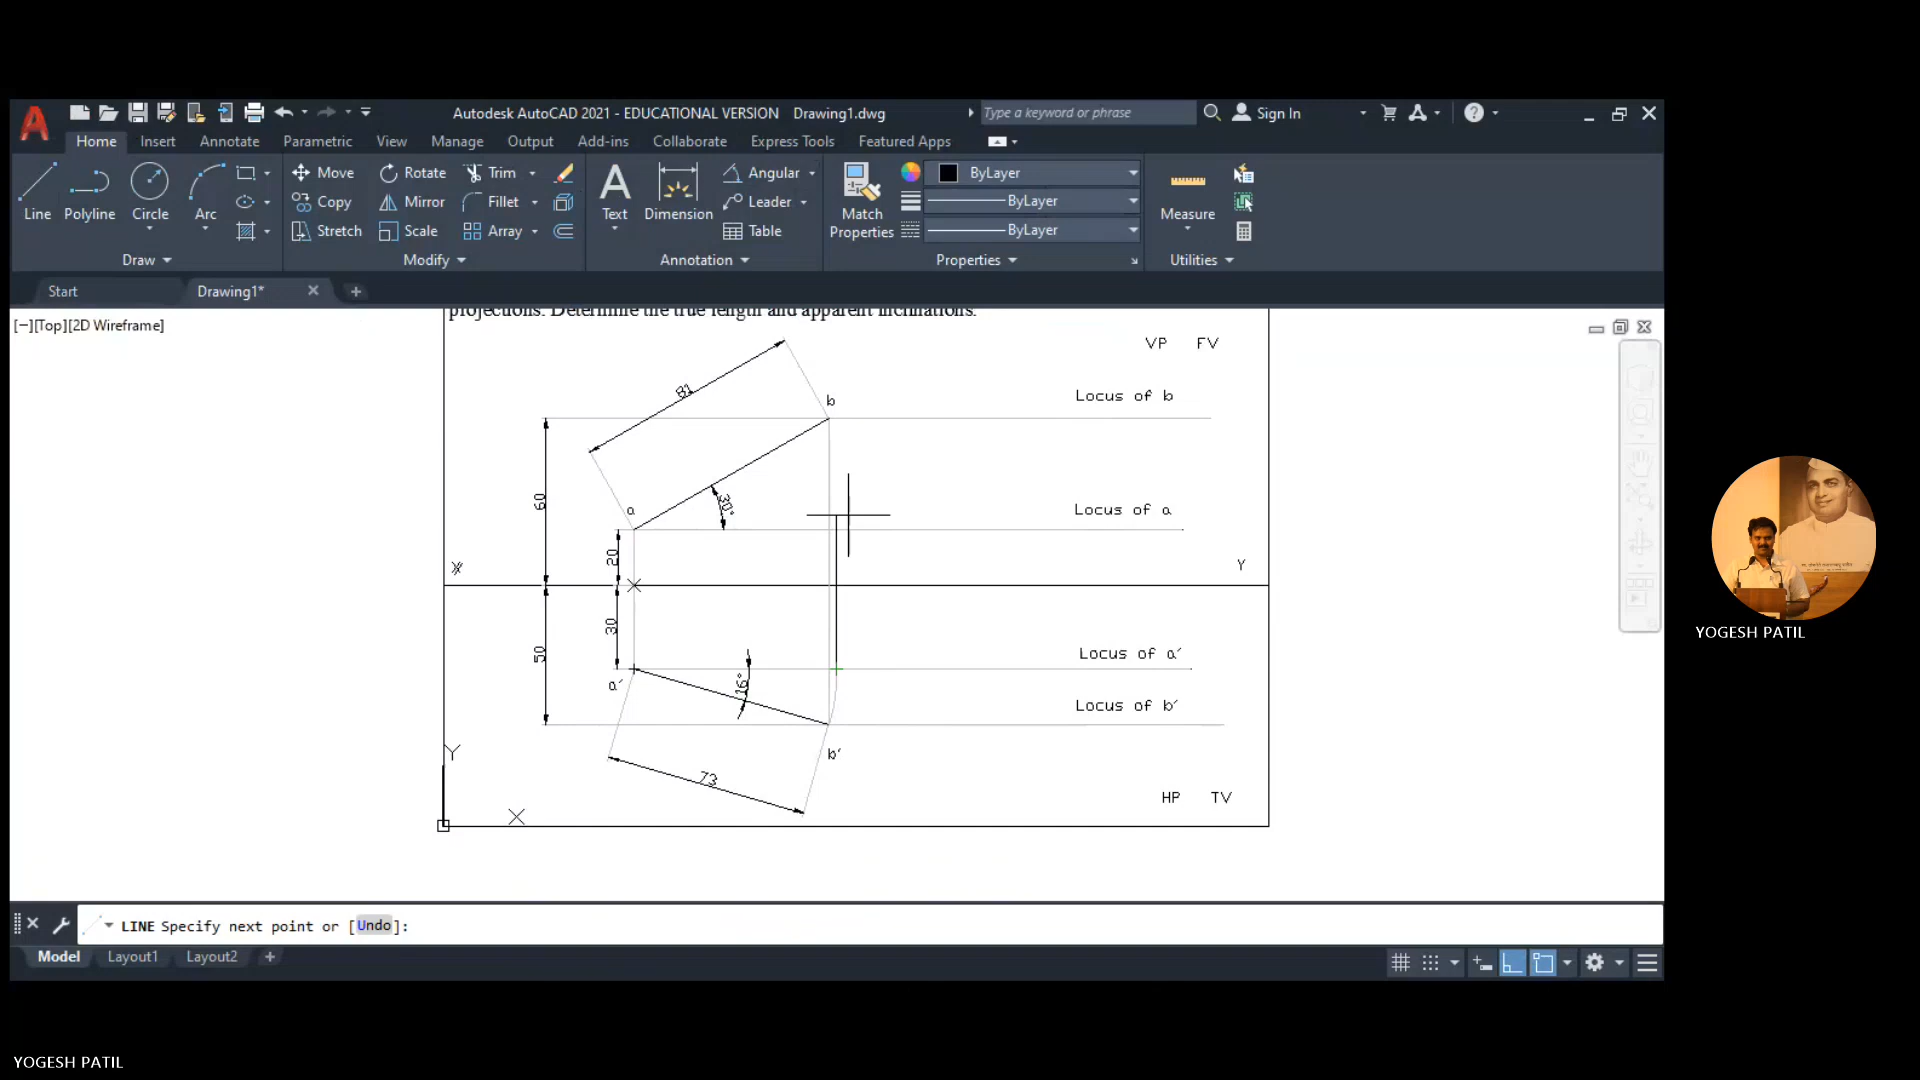 Autodesk AutoCAD 2021 - EDUCATIONAL VERSION Drawing1.dwg
Type a keyword or phrase
Sign In
Home Insert Annotate Parametric View Manage Output Add-ins Collaborate Express Tools Featured Apps
Line Polyline Circle Arc
Move Rotate Trim
Copy Mirror Fillet
Stretch Scale Array
Text Dimension
Angular
Leader
Table
Match Properties
ByLayer
ByLayer
ByLayer
Measure
Draw Modify Annotation Properties Utilities
Start Drawing1*
[−][Top][2D Wireframe]
projections. Determine the true length and apparent inclinations.
VP FV
81
b
Locus of b
60
a
30°
Locus of a
20
X
Y
30
50
Locus of a′
a′
16°
Locus of b′
b′
Y
73
HP TV
X
LINE Specify next point or [Undo]:
Model Layout1 Layout2
YOGESH PATIL
YOGESH PATIL